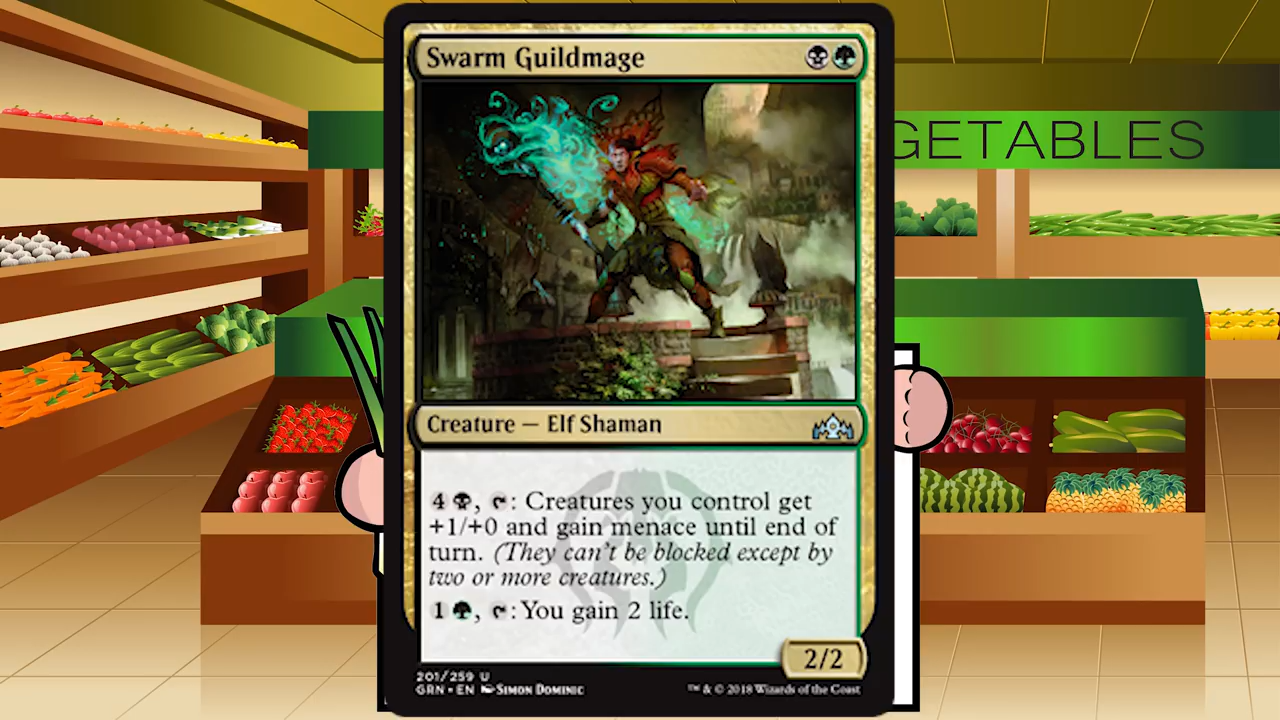 Swarm Guildmage
GETABLES
Creature — Elf Shaman
4, : Creatures you control get
+1/+0 and gain menace until end of
turn. (They can't be blocked except by
two or more creatures.)
1, : You gain 2 life.
2/2
201/259 U
GRN • EN SIMON DOMINIC
™ & © 2018 Wizards of the Coast